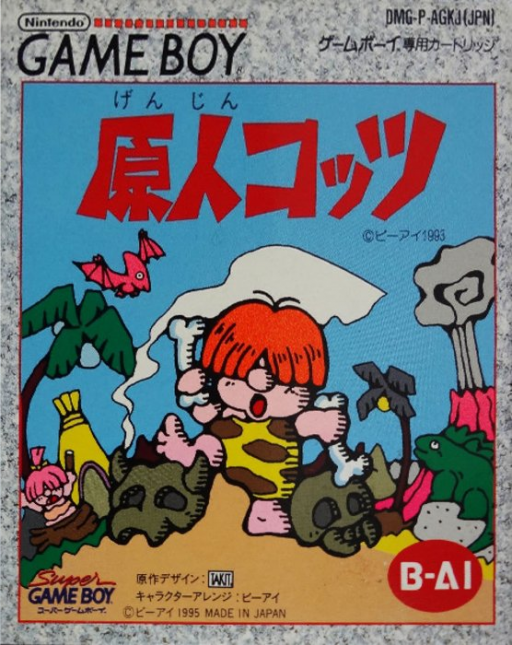 Nintendo
GAME BOY
DMG-P-AGKJ(JPN)
ゲームボーイ専用カートリッジ
げんじん
原人コッツ
©ビーアイ1993
Super
GAME BOY
スーパーゲームボーイ
原作デザイン:TAKT
キャラクターアレンジ:ビーアイ
©ビーアイ 1995 MADE IN JAPAN
B-AI